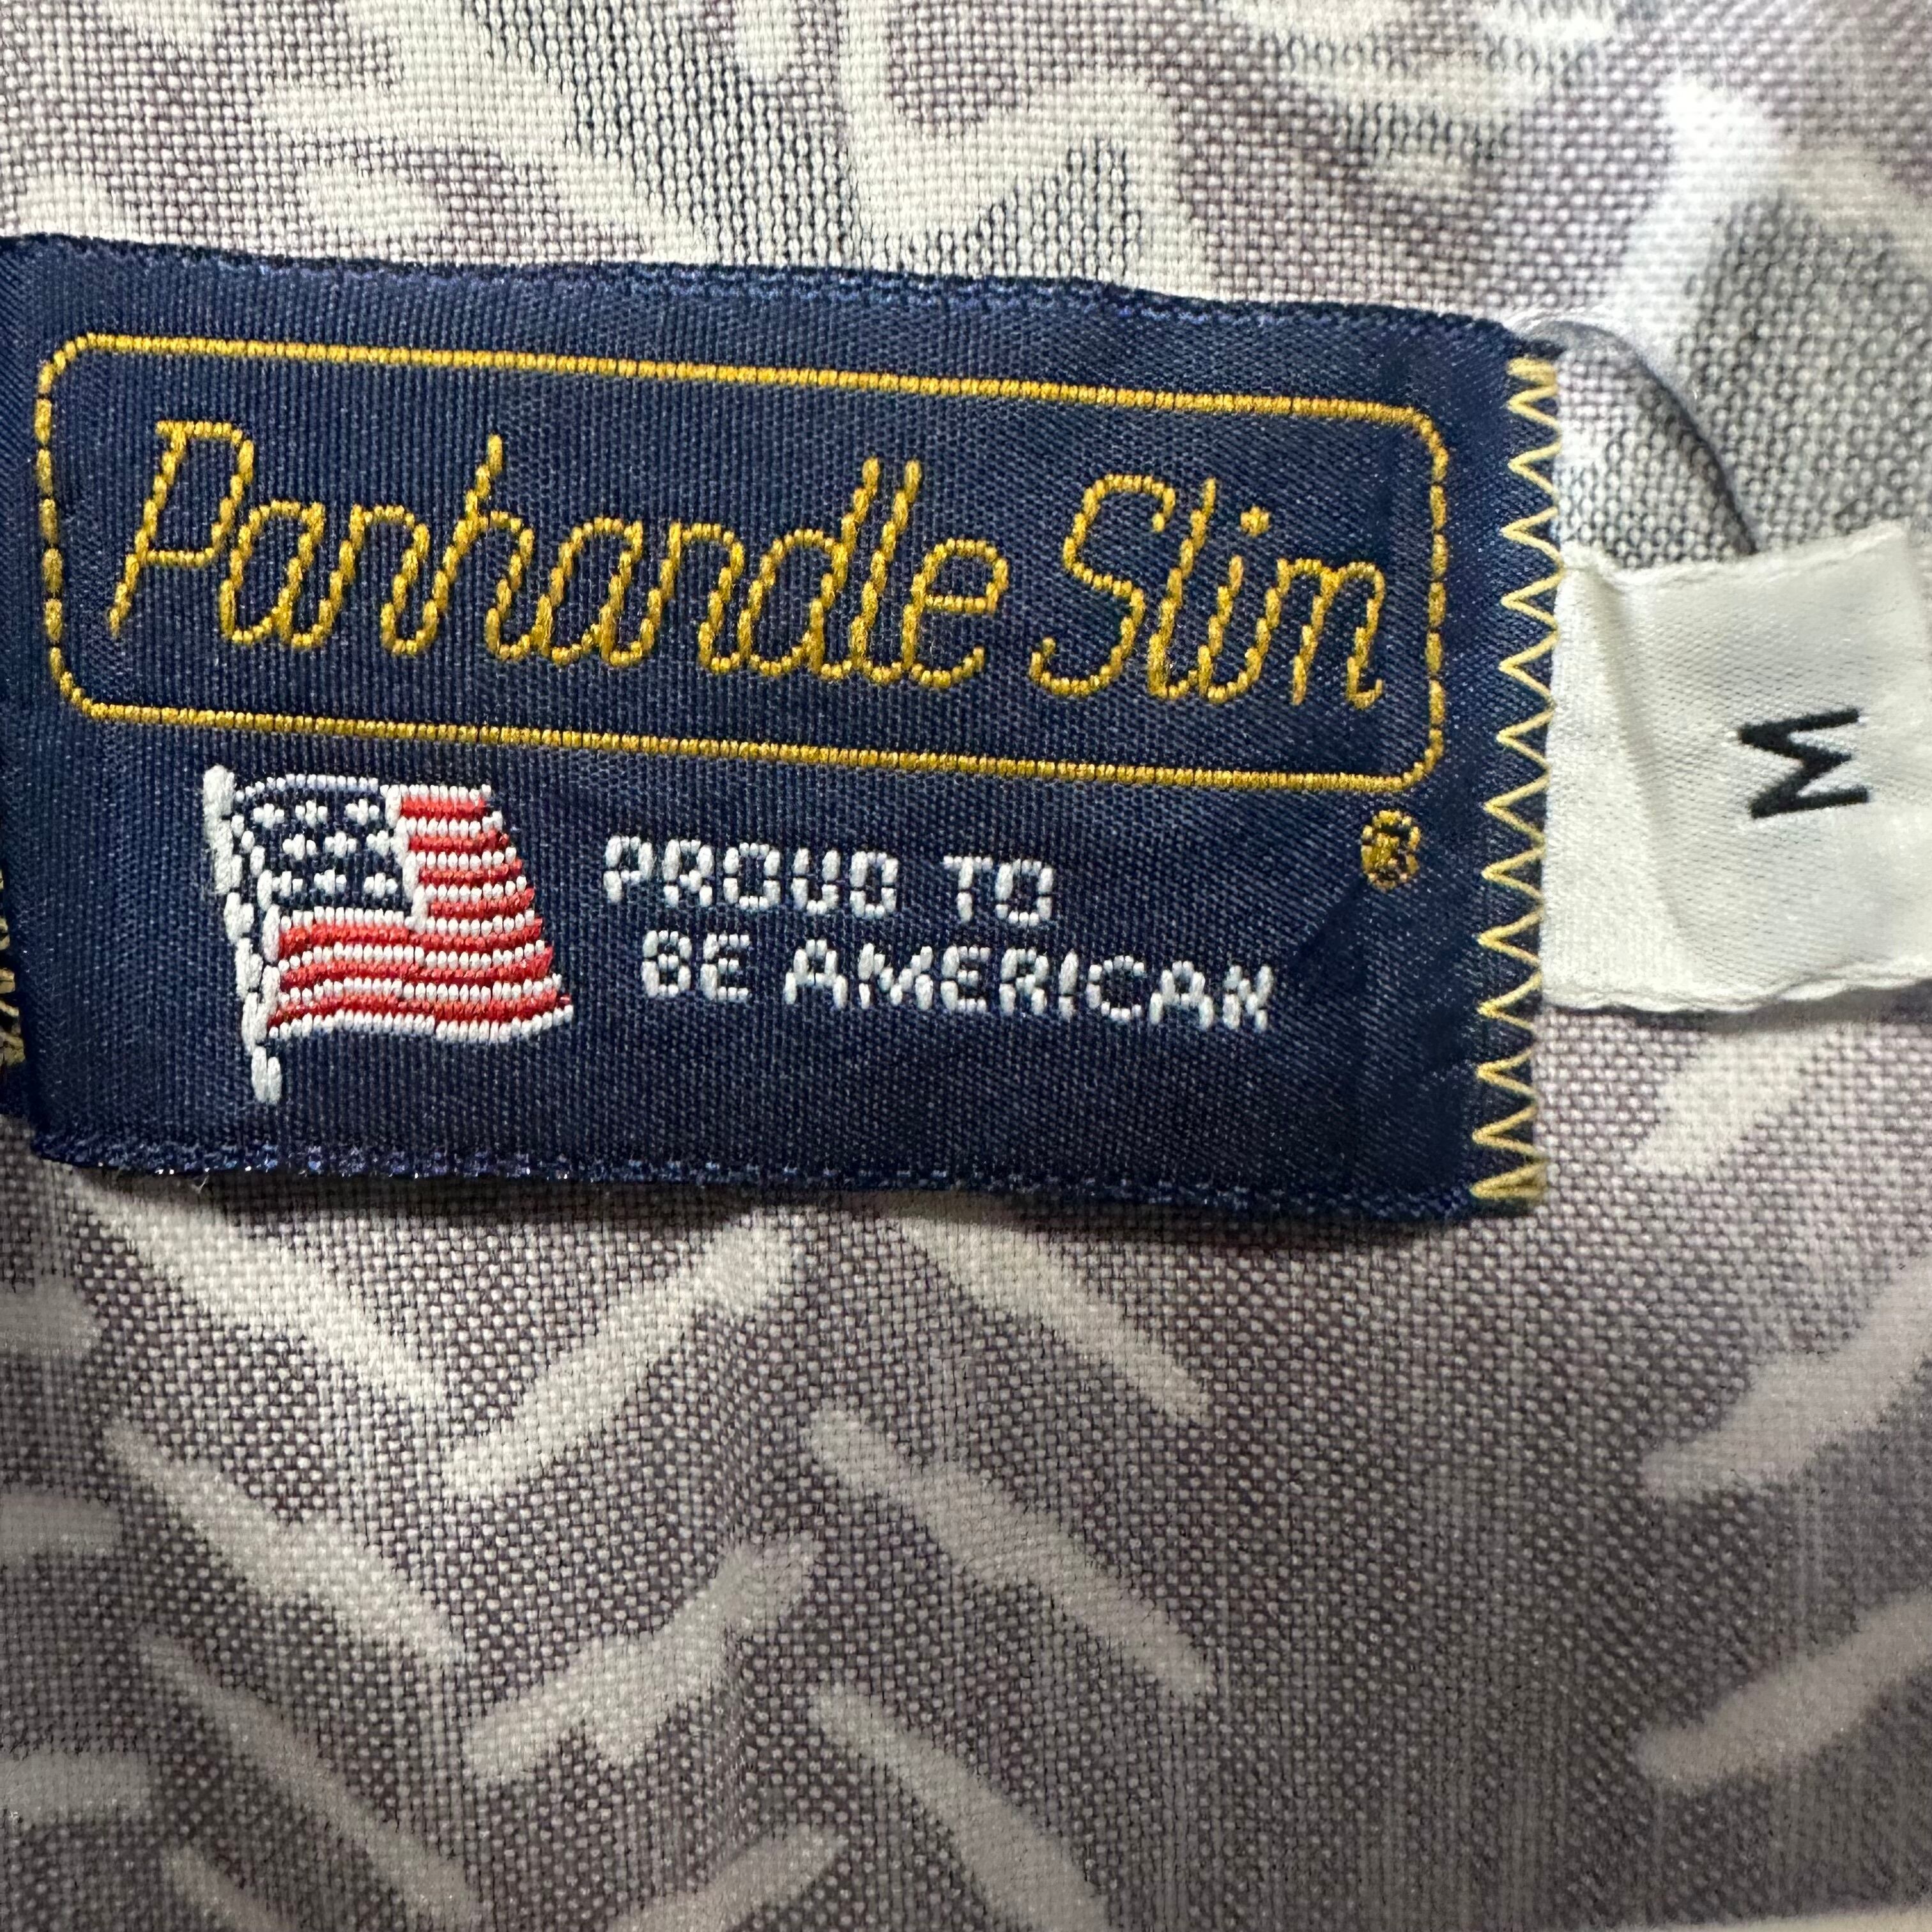 Panhandle Slim
®
PROUD TO
BE AMERICAN
M